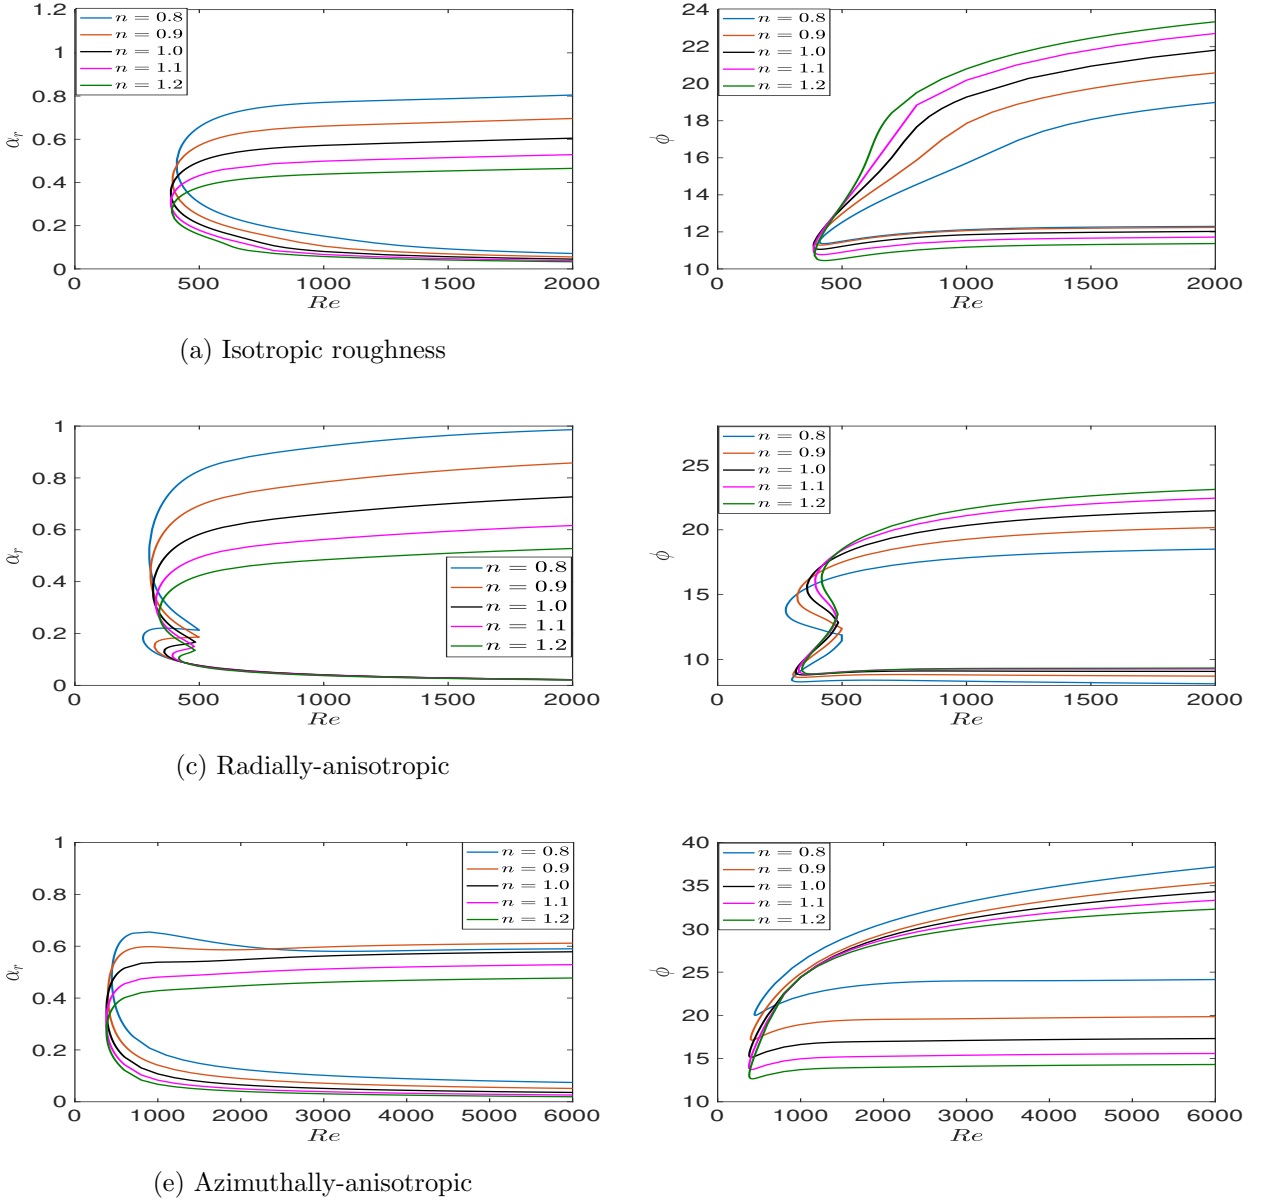 1.2
1
0.8
0.6
0.4
0.2
0
α_r
n = 0.8
n = 0.9
n = 1.0
n = 1.1
n = 1.2
0 500 1000 1500 2000
Re
24
22
20
18
16
14
12
10
ϕ
n = 0.8
n = 0.9
n = 1.0
n = 1.1
n = 1.2
0 500 1000 1500 2000
Re
(a) Isotropic roughness
1
0.8
0.6
0.4
0.2
0
α_r
n = 0.8
n = 0.9
n = 1.0
n = 1.1
n = 1.2
0 500 1000 1500 2000
Re
25
20
15
10
ϕ
n = 0.8
n = 0.9
n = 1.0
n = 1.1
n = 1.2
0 500 1000 1500 2000
Re
(c) Radially-anisotropic
1
0.8
0.6
0.4
0.2
0
α_r
n = 0.8
n = 0.9
n = 1.0
n = 1.1
n = 1.2
0 1000 2000 3000 4000 5000 6000
Re
40
35
30
25
20
15
10
ϕ
n = 0.8
n = 0.9
n = 1.0
n = 1.1
n = 1.2
0 1000 2000 3000 4000 5000 6000
Re
(e) Azimuthally-anisotropic